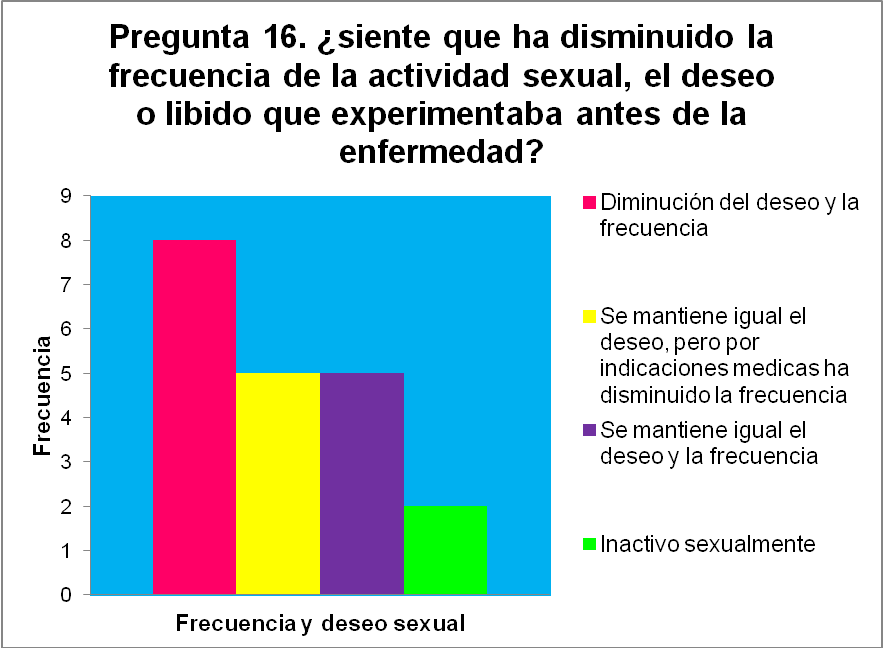 Pregunta 16. ¿siente que ha disminuido la
frecuencia de la actividad sexual, el deseo
o libido que experimentaba antes de la
enfermedad?
9
8
7
6
5
4
3
2
1
0
Frecuencia
Frecuencia y deseo sexual
Diminución del deseo y la
frecuencia
Se mantiene igual el
deseo, pero por
indicaciones medicas ha
disminuido la frecuencia
Se mantiene igual el
deseo y la frecuencia
Inactivo sexualmente